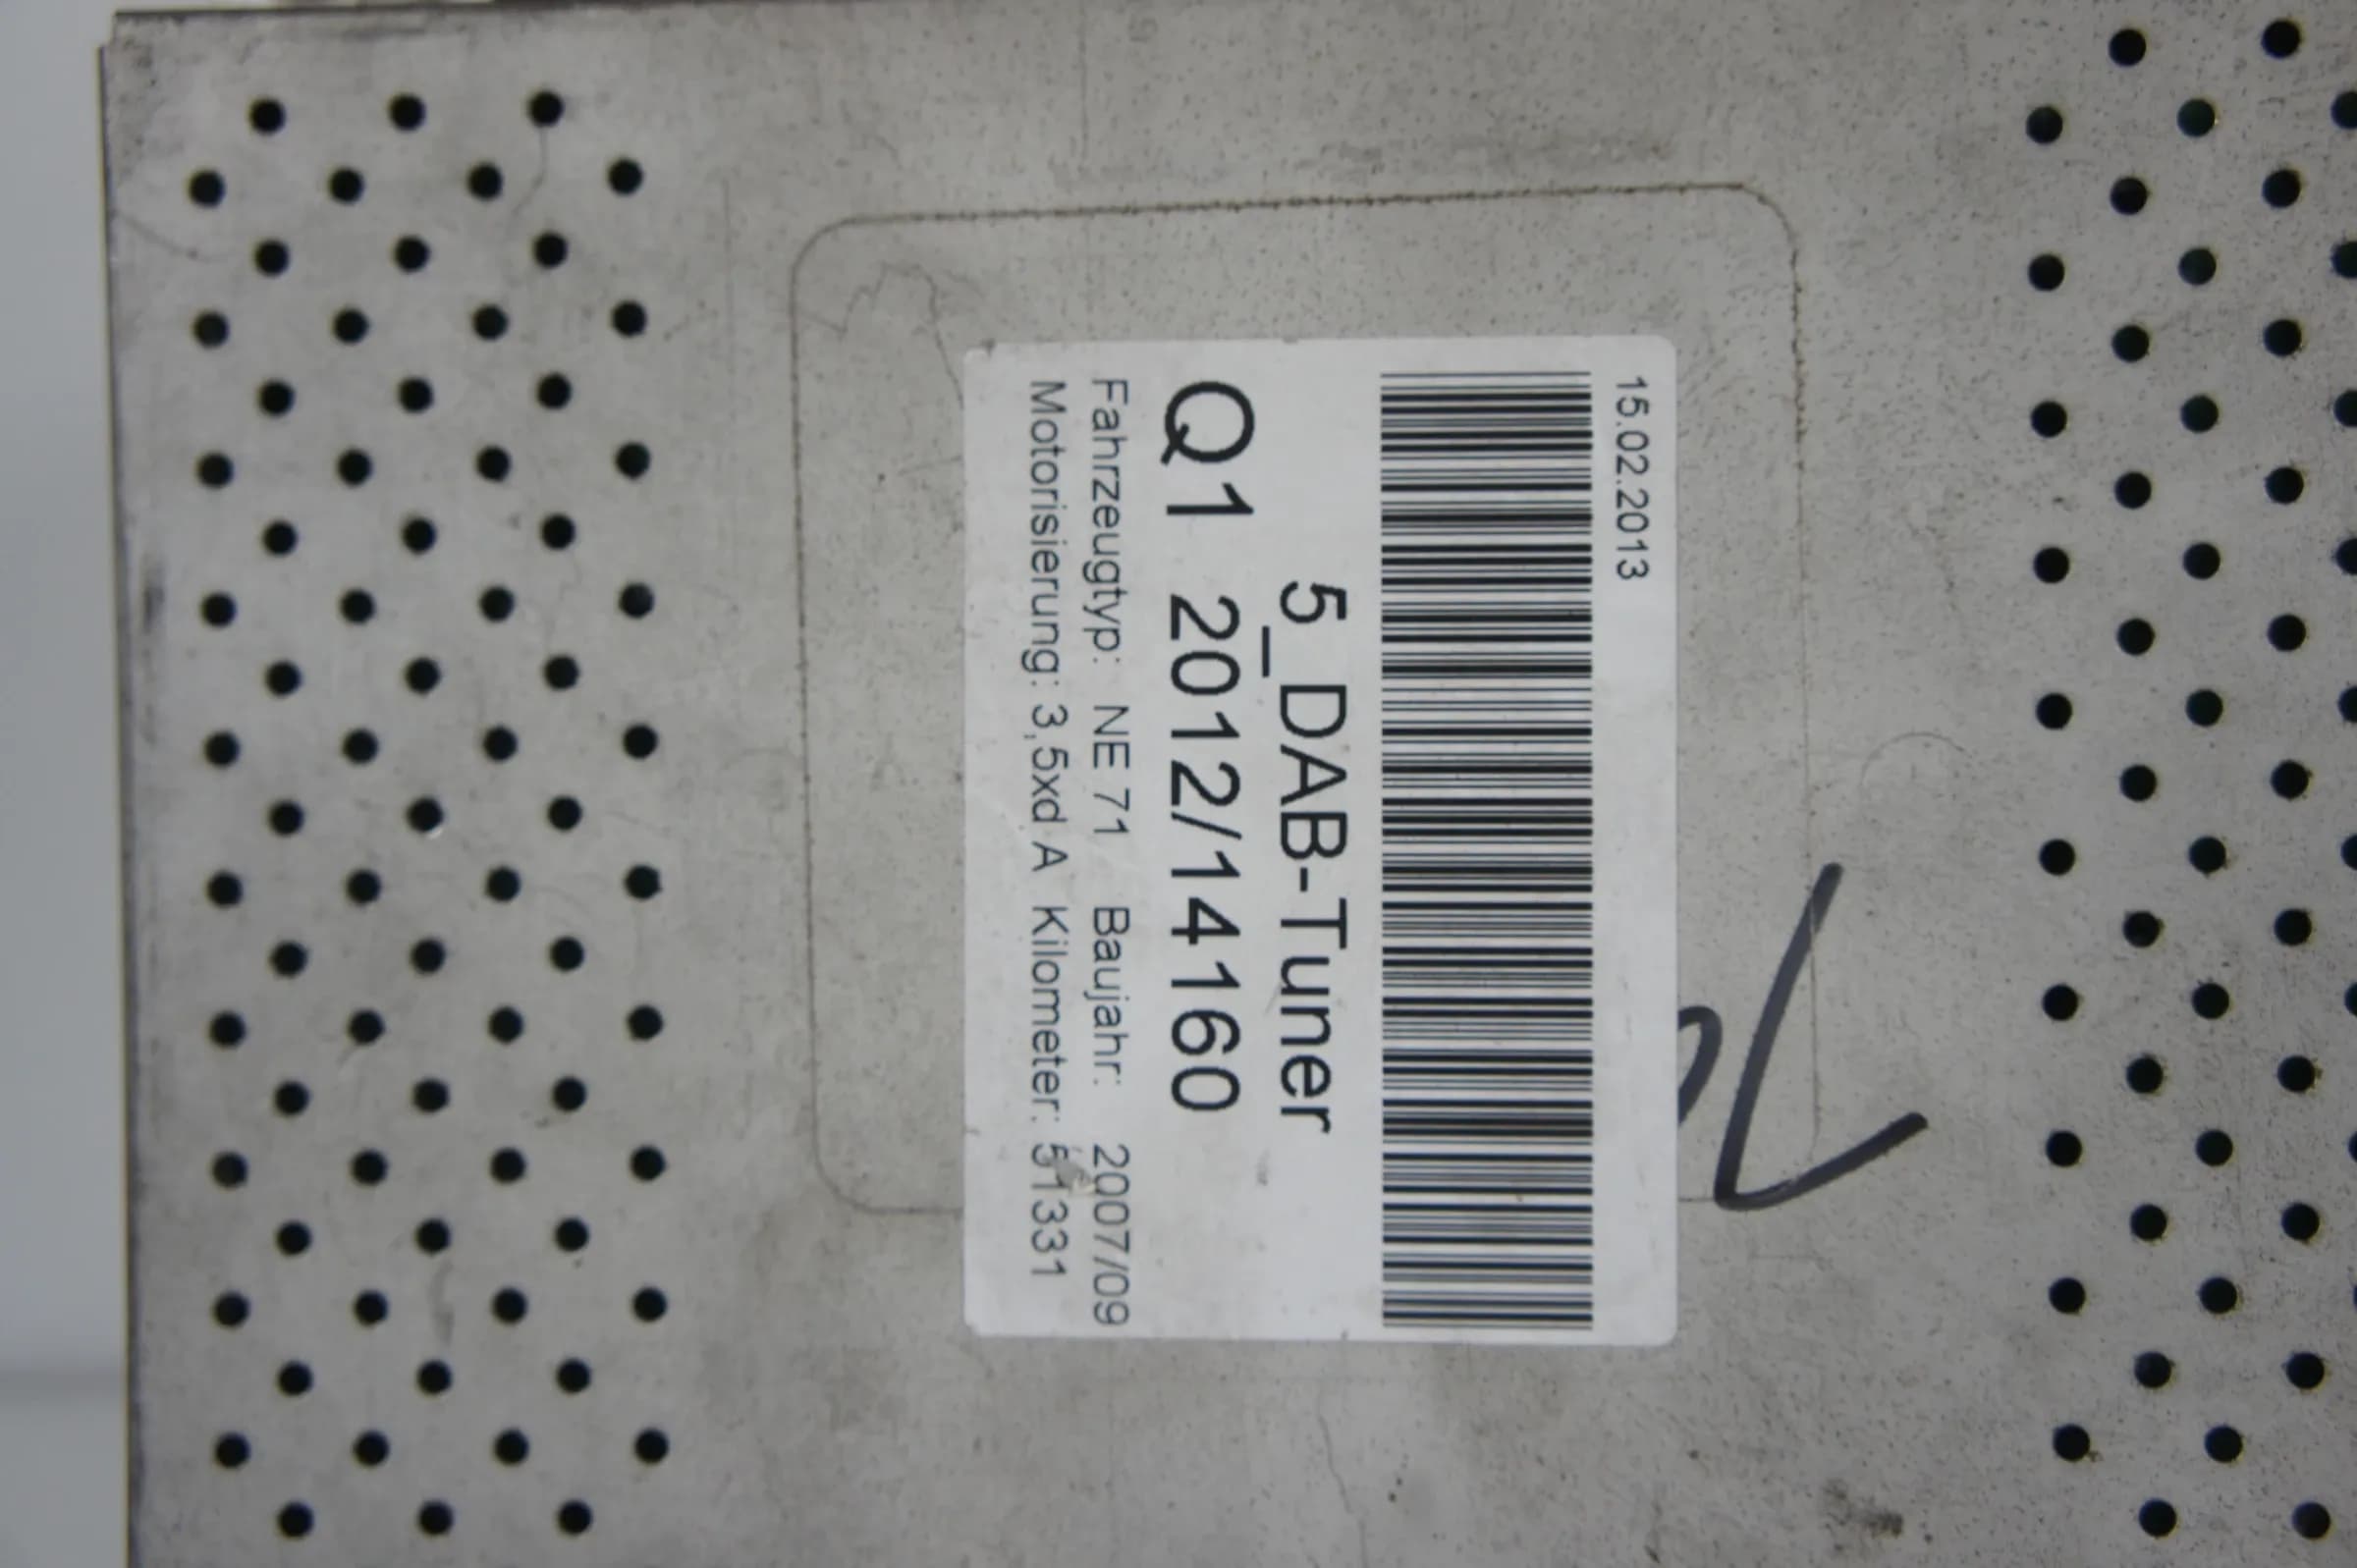 15.02.2013
5_DAB-Tuner
Q1 2012/14160
Fahrzeugtyp: NE 71 Baujahr: 2007/09
Motorisierung: 3,5xd A Kilometer: 51331